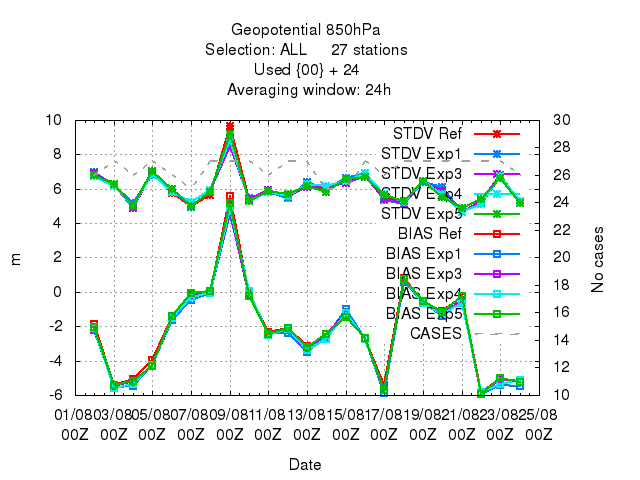 Geopotential 850hPa
Selection: ALL 27 stations
Used {00} + 24
Averaging window: 24h
10
8
6
4
2
0
-2
-4
-6
m
30
28
26
24
22
20
18
16
14
12
10
No cases
STDV Ref
STDV Exp1
STDV Exp3
STDV Exp4
STDV Exp5
BIAS Ref
BIAS Exp1
BIAS Exp3
BIAS Exp4
BIAS Exp5
CASES
01/08 03/08 05/08 07/08 09/08 11/08 13/08 15/08 17/08 19/08 21/08 23/08 25/08
00Z 00Z 00Z 00Z 00Z 00Z 00Z 00Z 00Z 00Z 00Z 00Z 00Z
Date